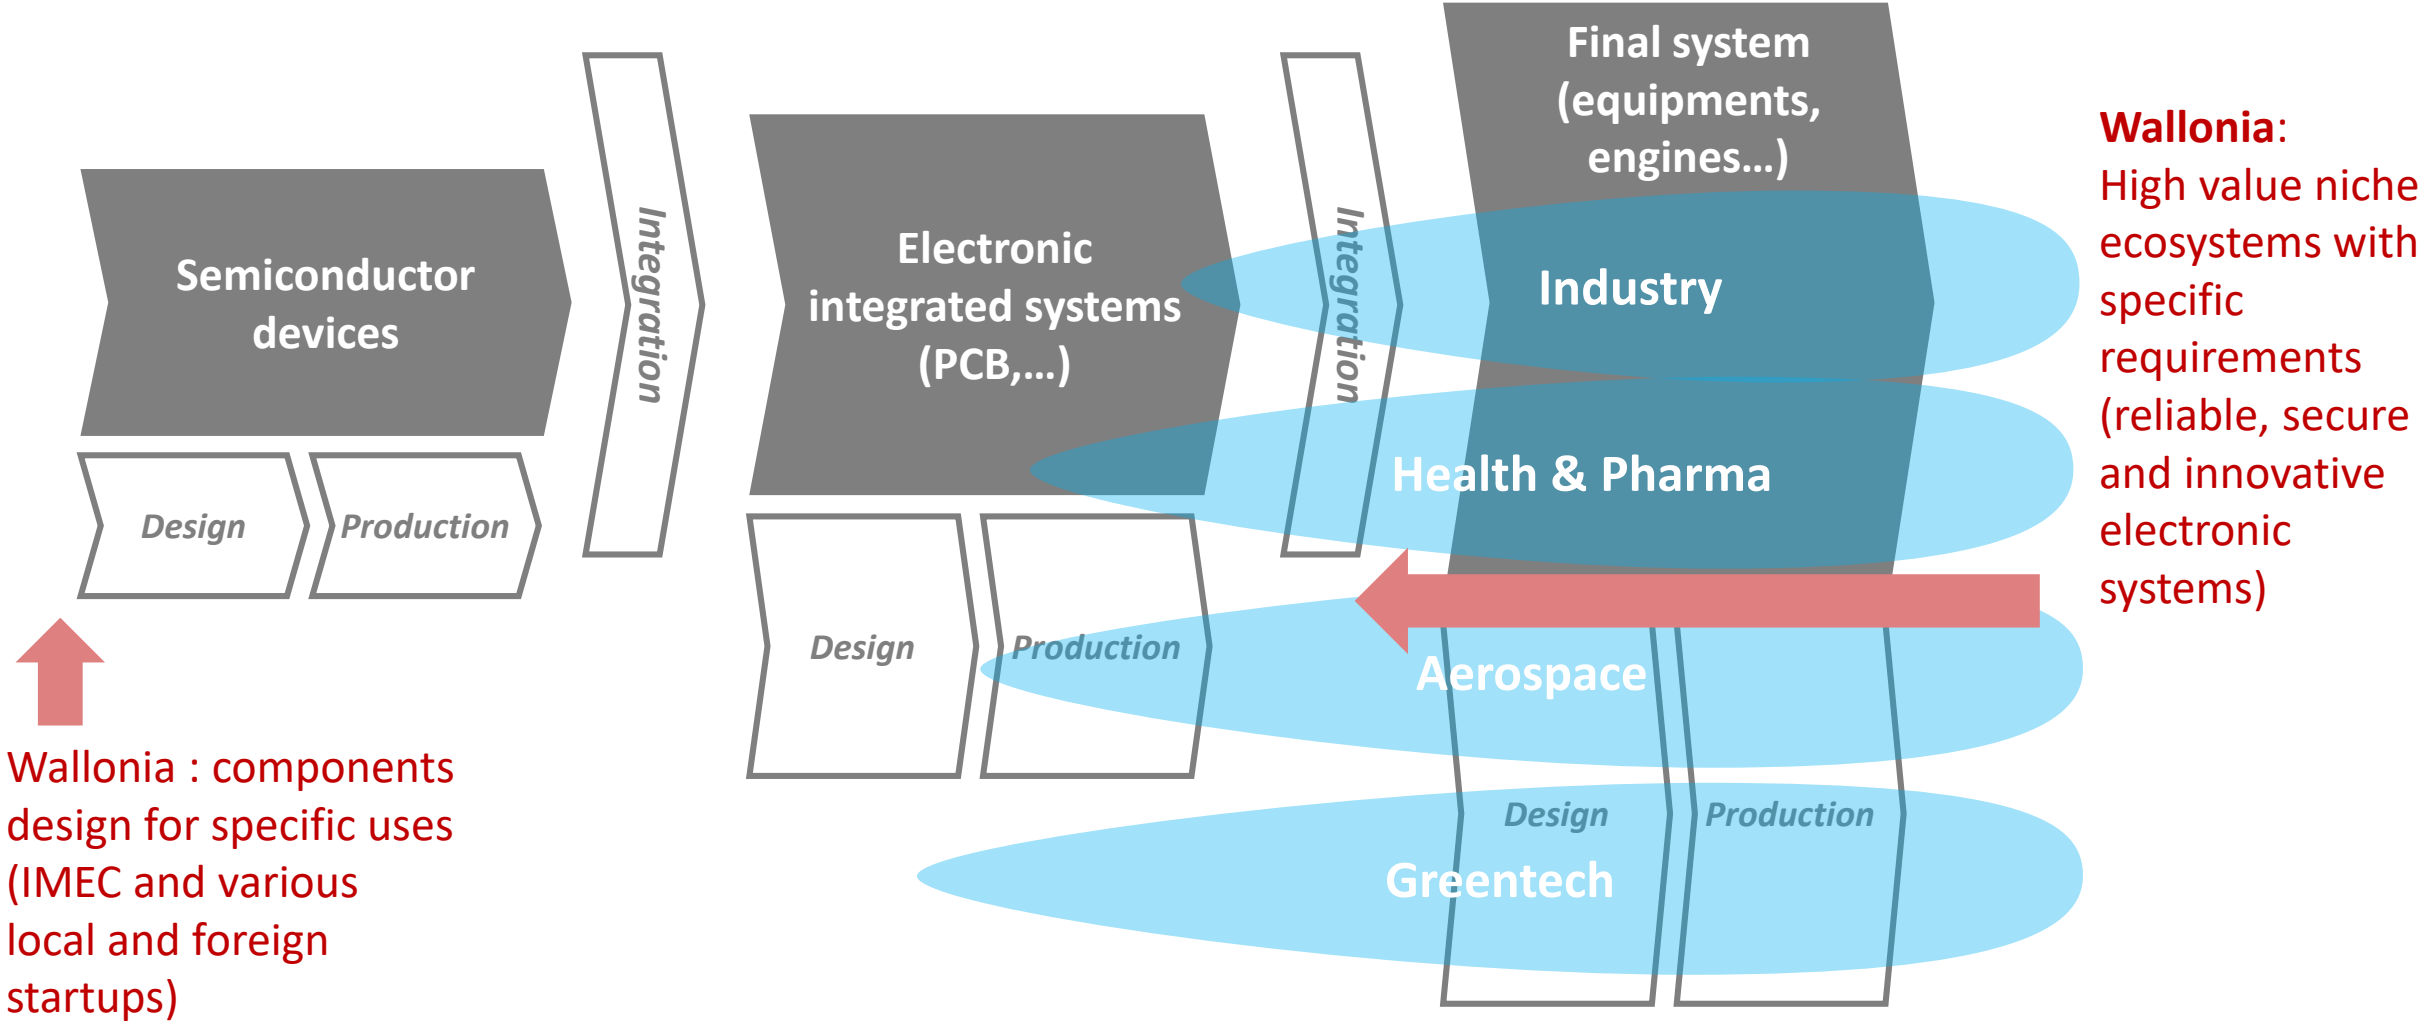 Semiconductor
devices
Design
Production
Integration
Electronic
integrated systems
(PCB,...)
Design
Production
Integration
Final system
(equipments,
engines...)
Industry
Health & Pharma
Aerospace
Greentech
Design
Production
Wallonia:
High value niche
ecosystems with
specific
requirements
(reliable, secure
and innovative
electronic
systems)
Wallonia : components
design for specific uses
(IMEC and various
local and foreign
startups)